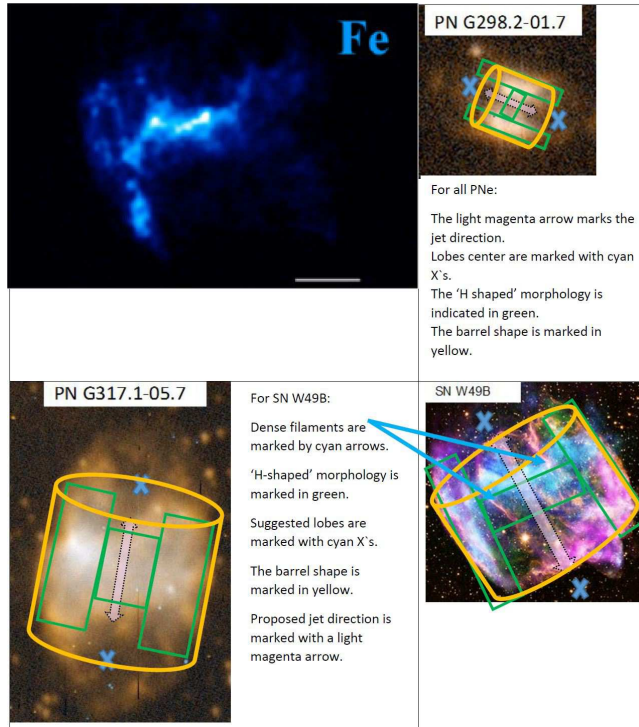 Fe
PN G298.2-01.7
For all PNe:
The light magenta arrow marks the
jet direction.
Lobes center are marked with cyan
X`s.
The ‘H shaped’ morphology is
indicated in green.
The barrel shape is marked in
yellow.
PN G317.1-05.7
For SN W49B:
Dense filaments are
marked by cyan arrows.
‘H-shaped’ morphology is
marked in green.
Suggested lobes are
marked with cyan X`s.
The barrel shape is
marked in yellow.
Proposed jet direction is
marked with a light
magenta arrow.
SN W49B